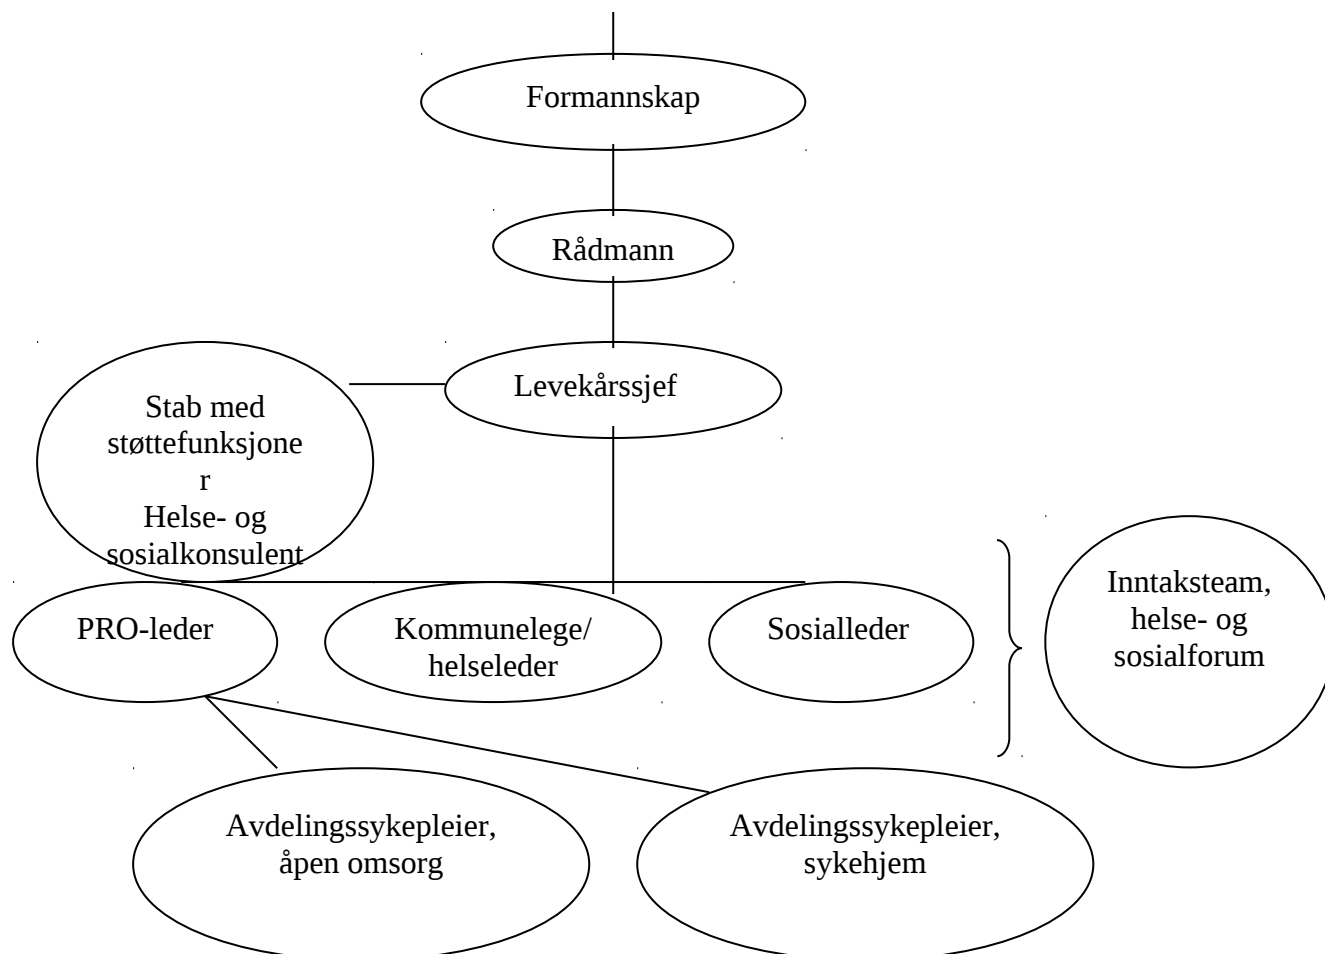 Formannskap
Rådmann
Levekårssjef
Stab med
støttefunksjone
r
Helse- og
sosialkonsulent
PRO-leder
Kommunelege/
helseleder
Sosialleder
Inntaksteam,
helse- og
sosialforum
Avdelingssykepleier,
åpen omsorg
Avdelingssykepleier,
sykehjem